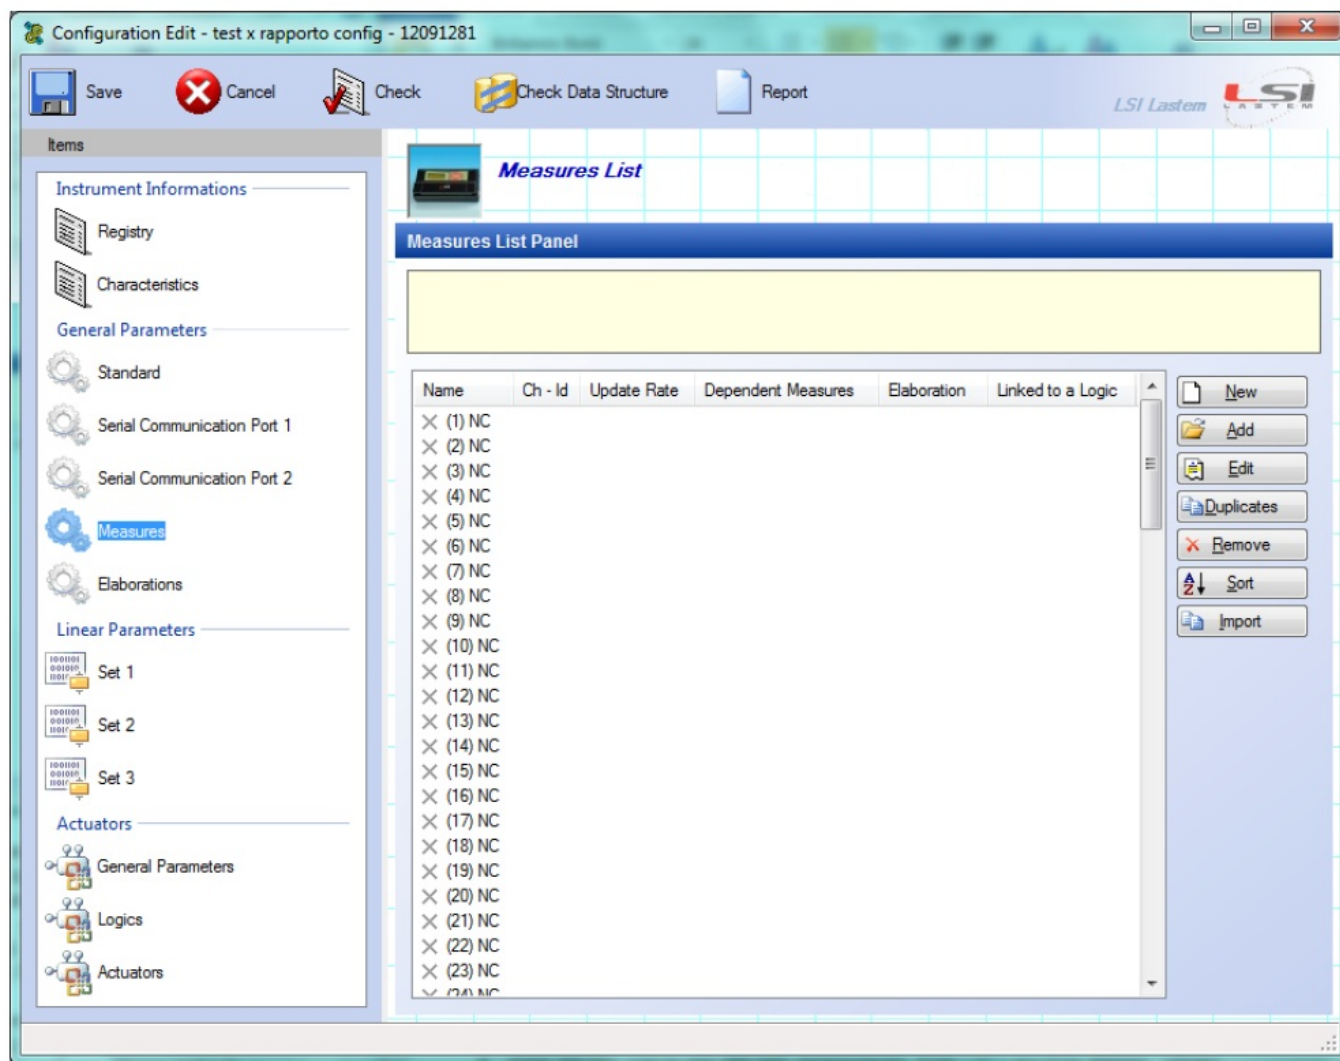 Configuration Edit - test x rapporto config - 12091281
Save Cancel Check Check Data Structure Report
LSI Lastem LSI LASTEM
Items
Instrument Informations
Registry
Characteristics
General Parameters
Standard
Serial Communication Port 1
Serial Communication Port 2
Measures
Elaborations
Linear Parameters
Set 1
Set 2
Set 3
Actuators
General Parameters
Logics
Actuators
Measures List
Measures List Panel
Name Ch - Id Update Rate Dependent Measures Elaboration Linked to a Logic
(1) NC
(2) NC
(3) NC
(4) NC
(5) NC
(6) NC
(7) NC
(8) NC
(9) NC
(10) NC
(11) NC
(12) NC
(13) NC
(14) NC
(15) NC
(16) NC
(17) NC
(18) NC
(19) NC
(20) NC
(21) NC
(22) NC
(23) NC
(24) NC
New
Add
Edit
Duplicates
Remove
Sort
Import